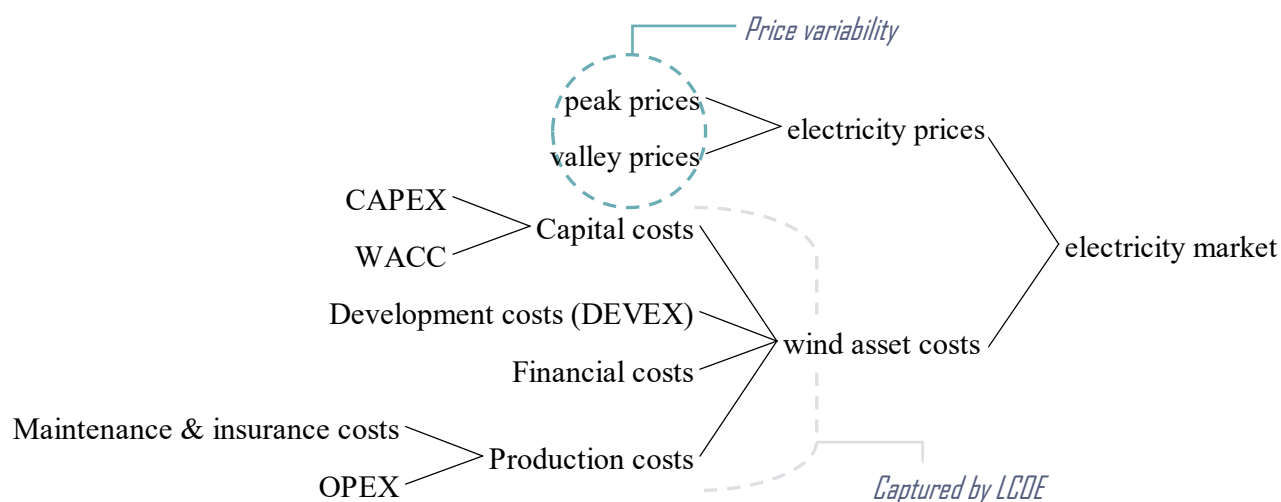 Price variability
peak prices
electricity prices
valley prices
CAPEX
Capital costs
WACC
electricity market
Development costs (DEVEX)
wind asset costs
Financial costs
Maintenance & insurance costs
Production costs
OPEX
Captured by LCOE